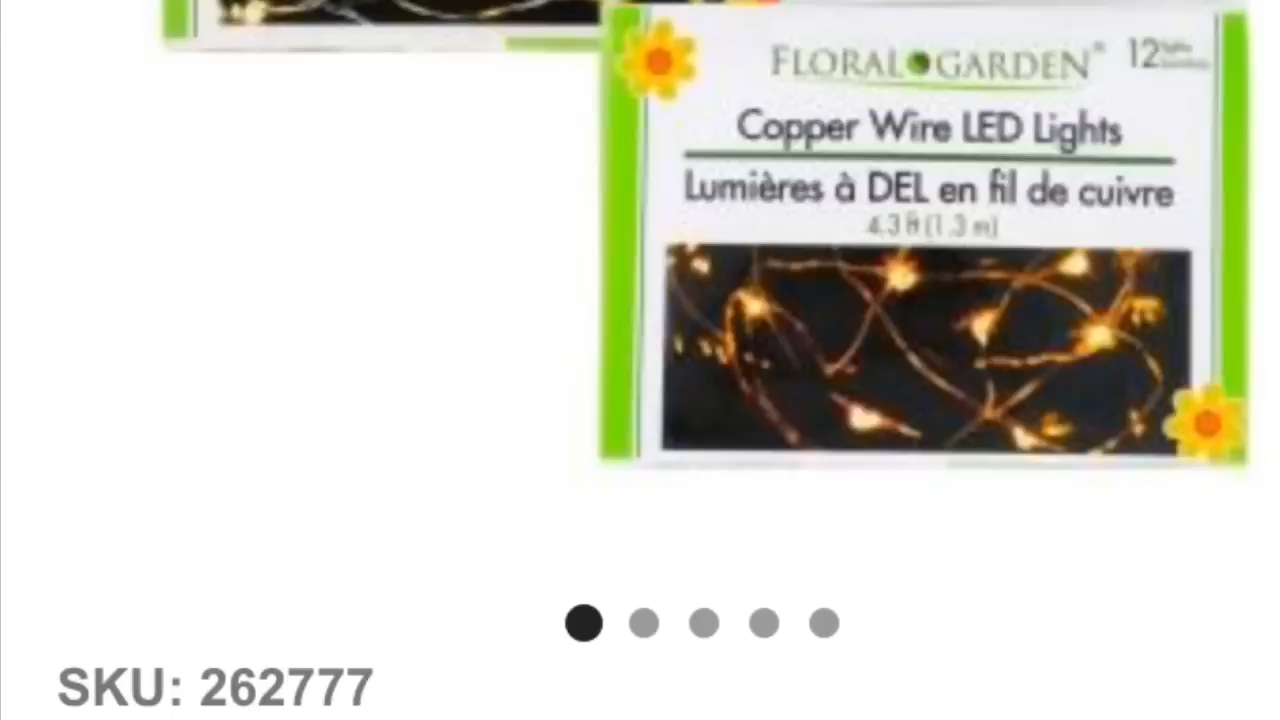 FLORAL GARDEN®
12
Copper Wire LED Lights
Lumières à DEL en fil de cuivre
4.3 ft (1.3 m)
SKU: 262777